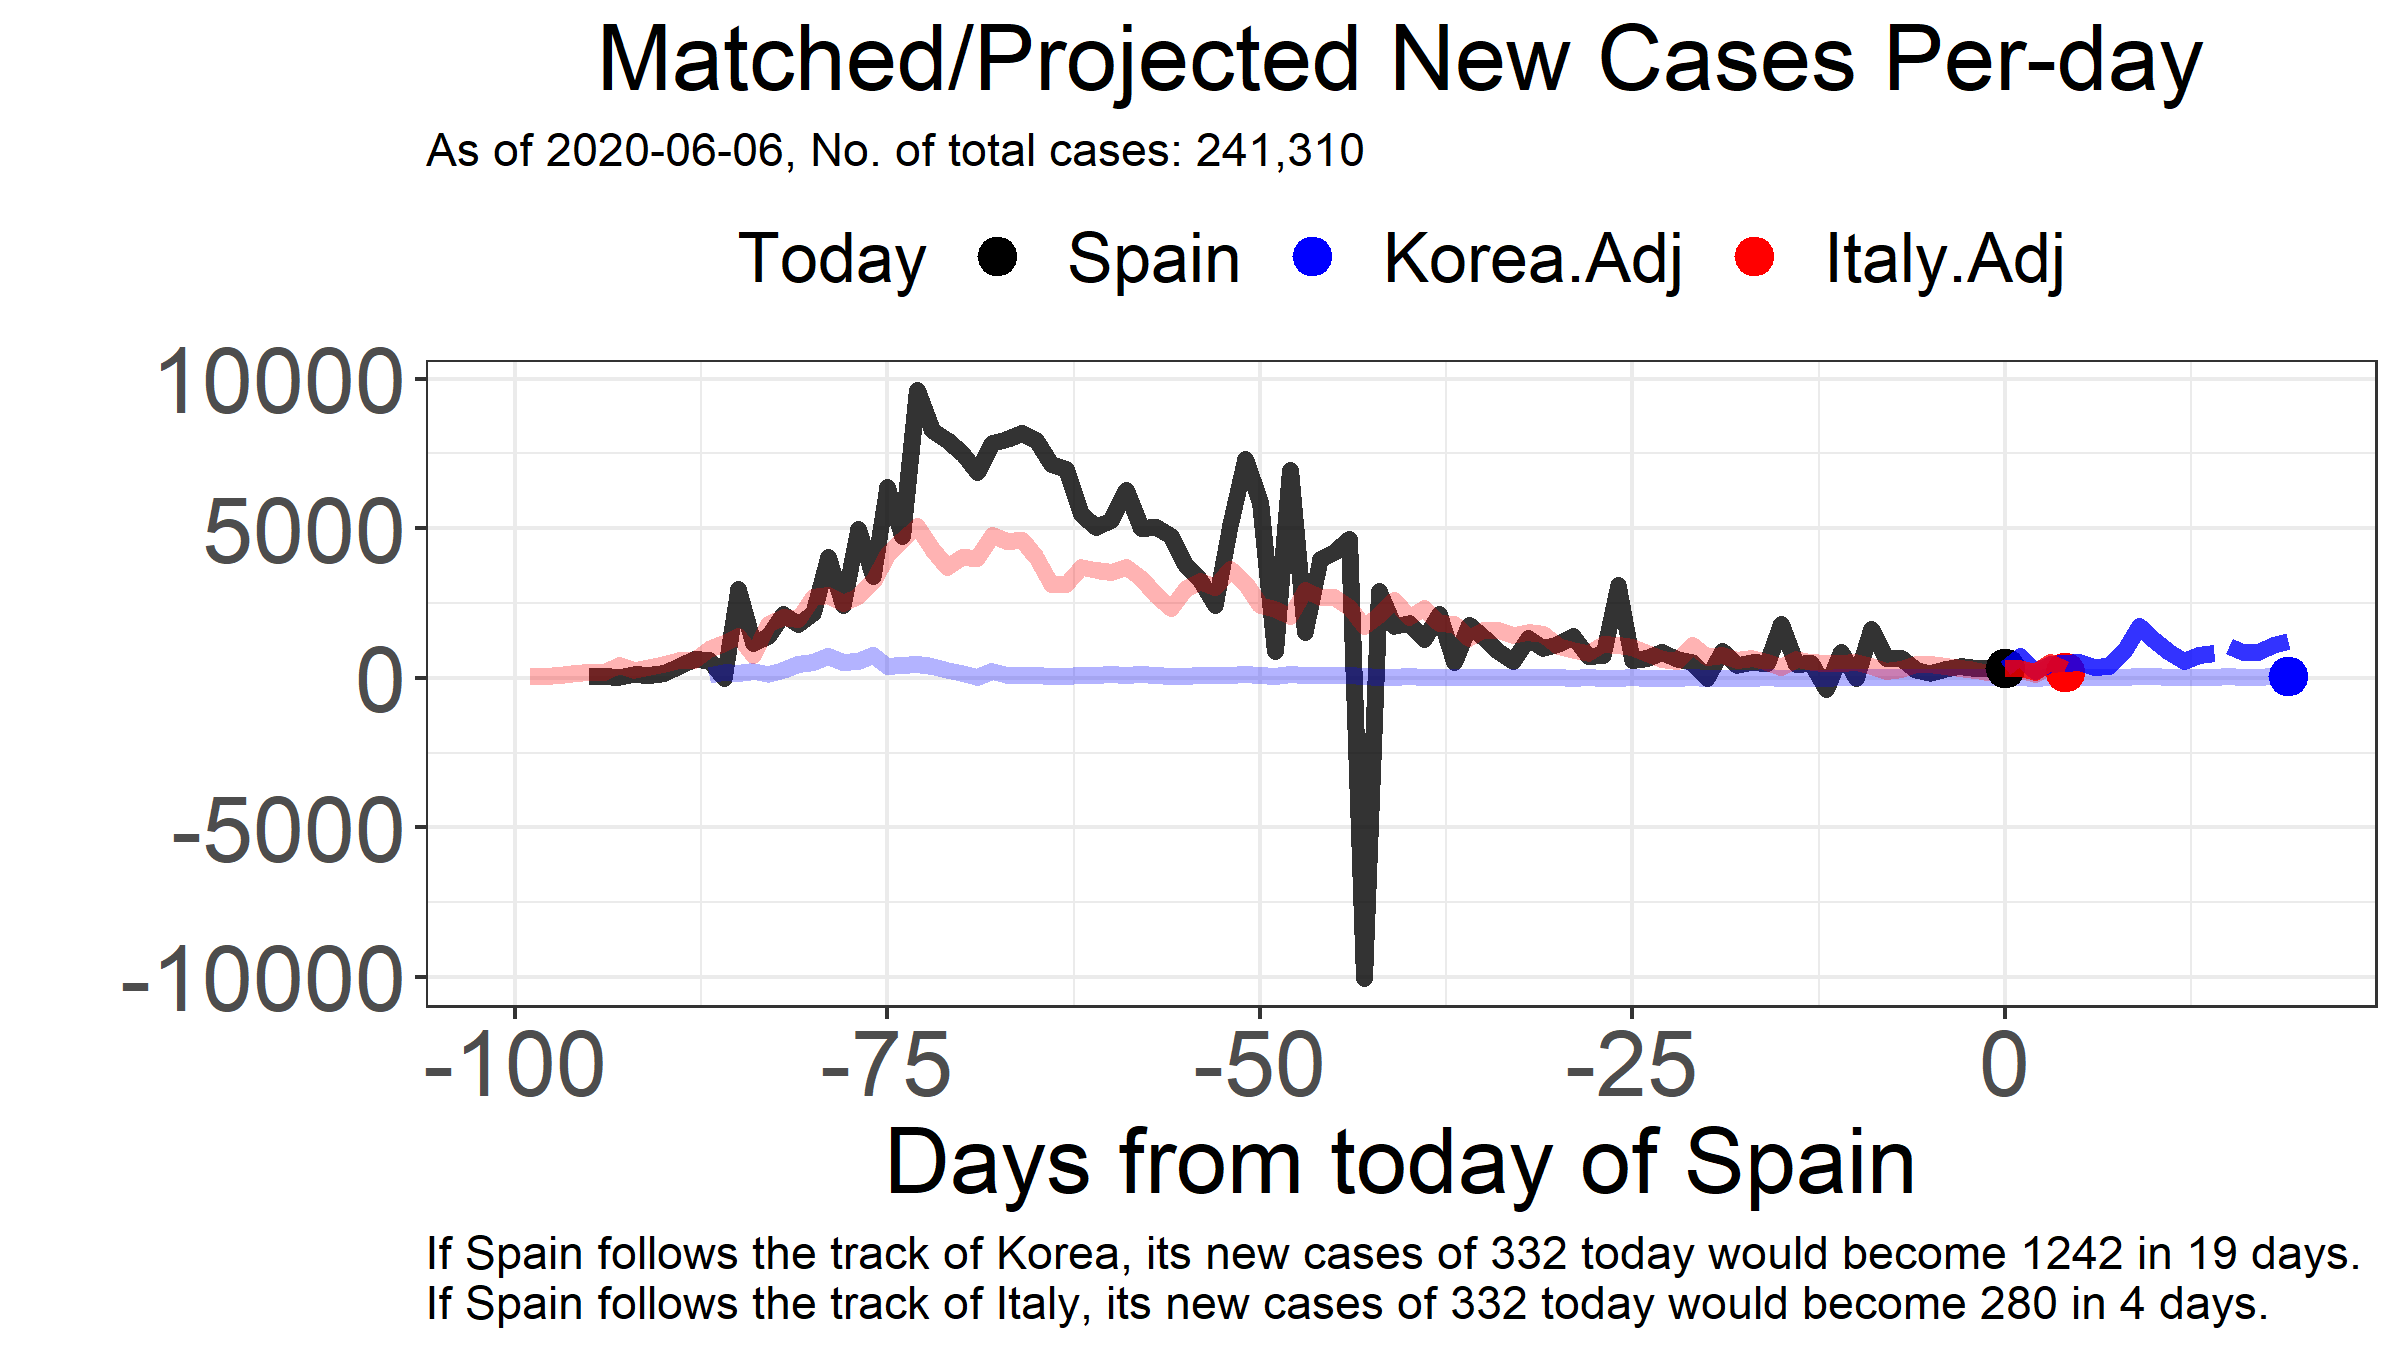 Matched/Projected New Cases Per-day
As of 2020-06-06, No. of total cases: 241,310
Today Spain Korea.Adj Italy.Adj
10000
5000
0
-5000
-10000
-100 -75 -50 -25 0
Days from today of Spain
If Spain follows the track of Korea, its new cases of 332 today would become 1242 in 19 days.
If Spain follows the track of Italy, its new cases of 332 today would become 280 in 4 days.